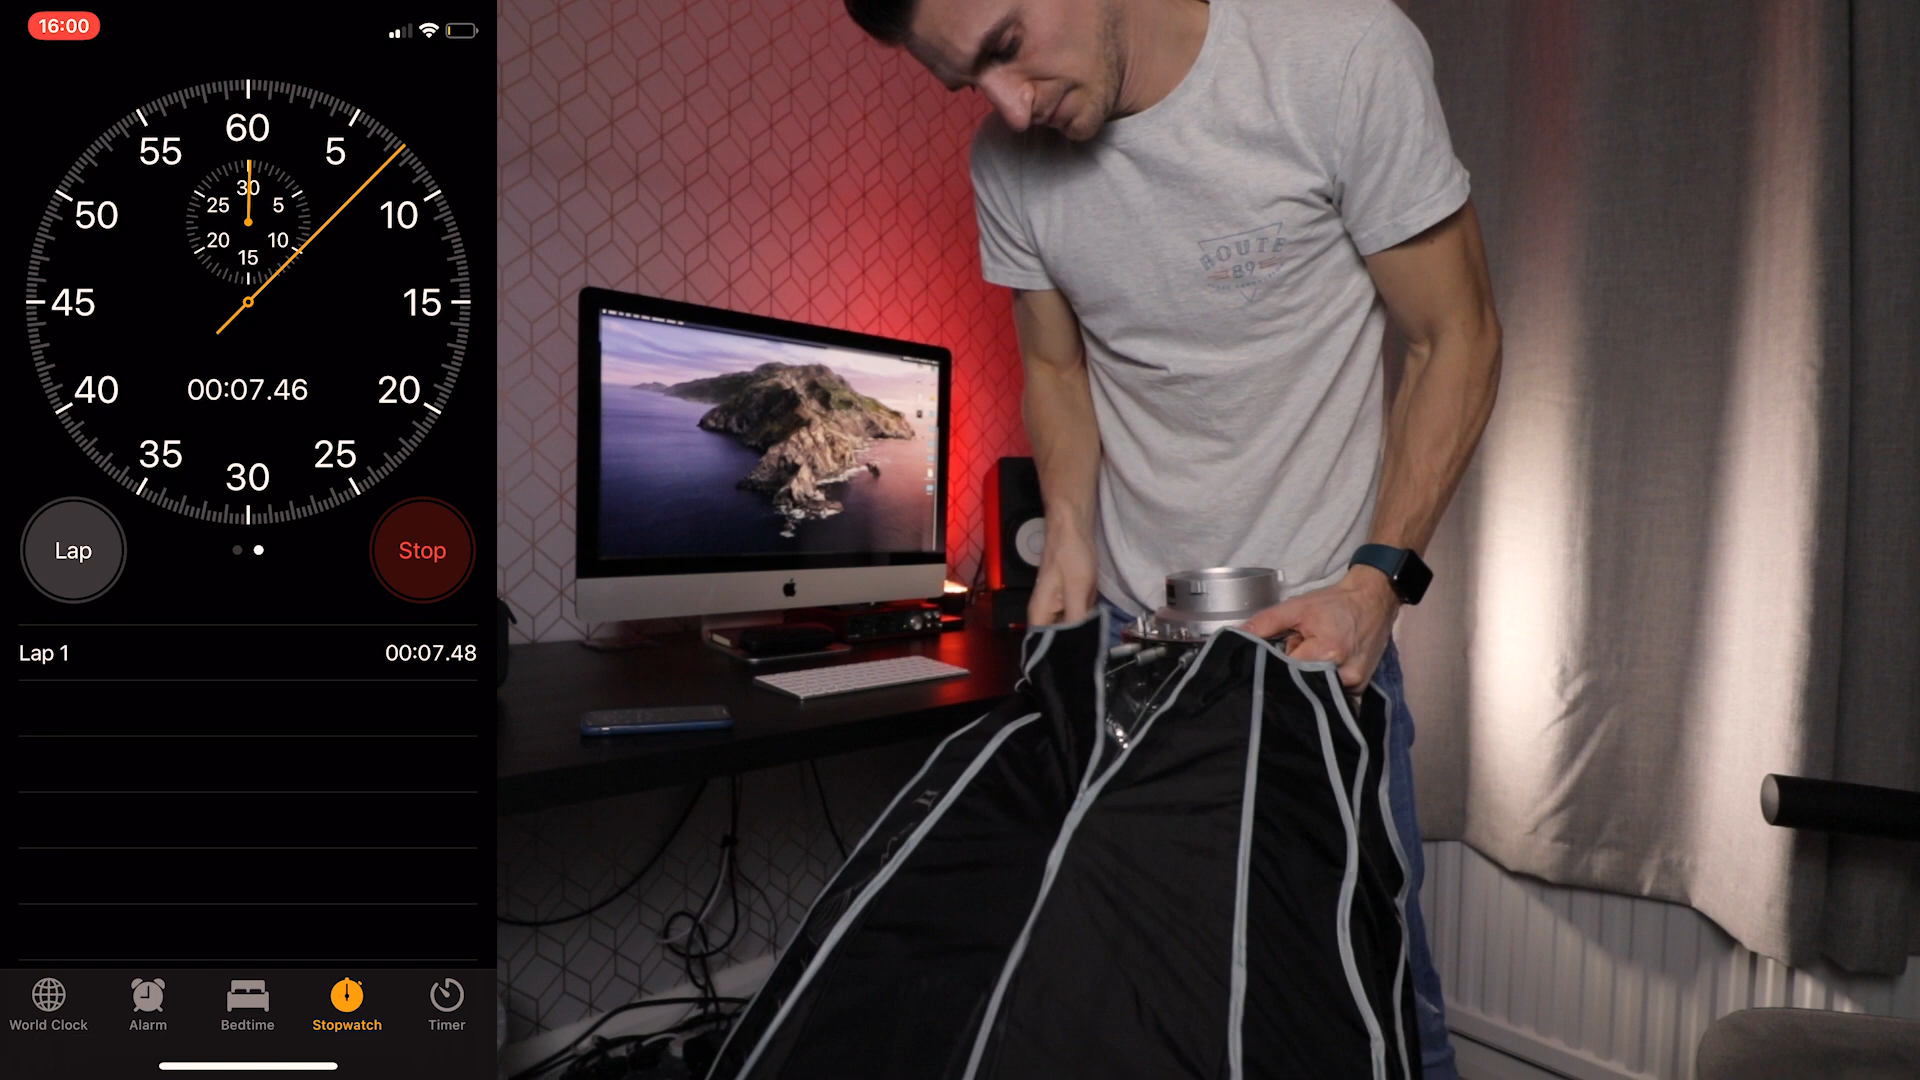 16:00
60
55
5
50
10
45
15
40
20
35
25
30
30
25
5
20
10
15
00:07.46
Lap
Stop
Lap 1
00:07.48
World Clock
Alarm
Bedtime
Stopwatch
Timer
ROUTE
89